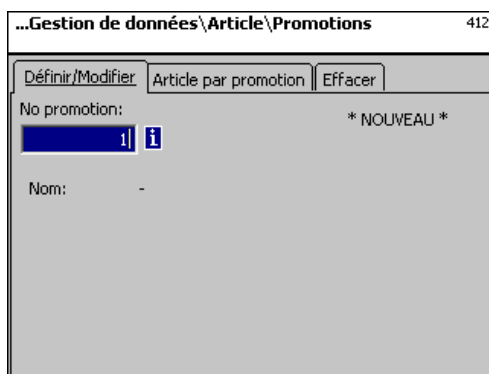 ...Gestion de données\Article\Promotions 412
Définir/Modifier Article par promotion Effacer
No promotion:
* NOUVEAU *
1 i
Nom: -